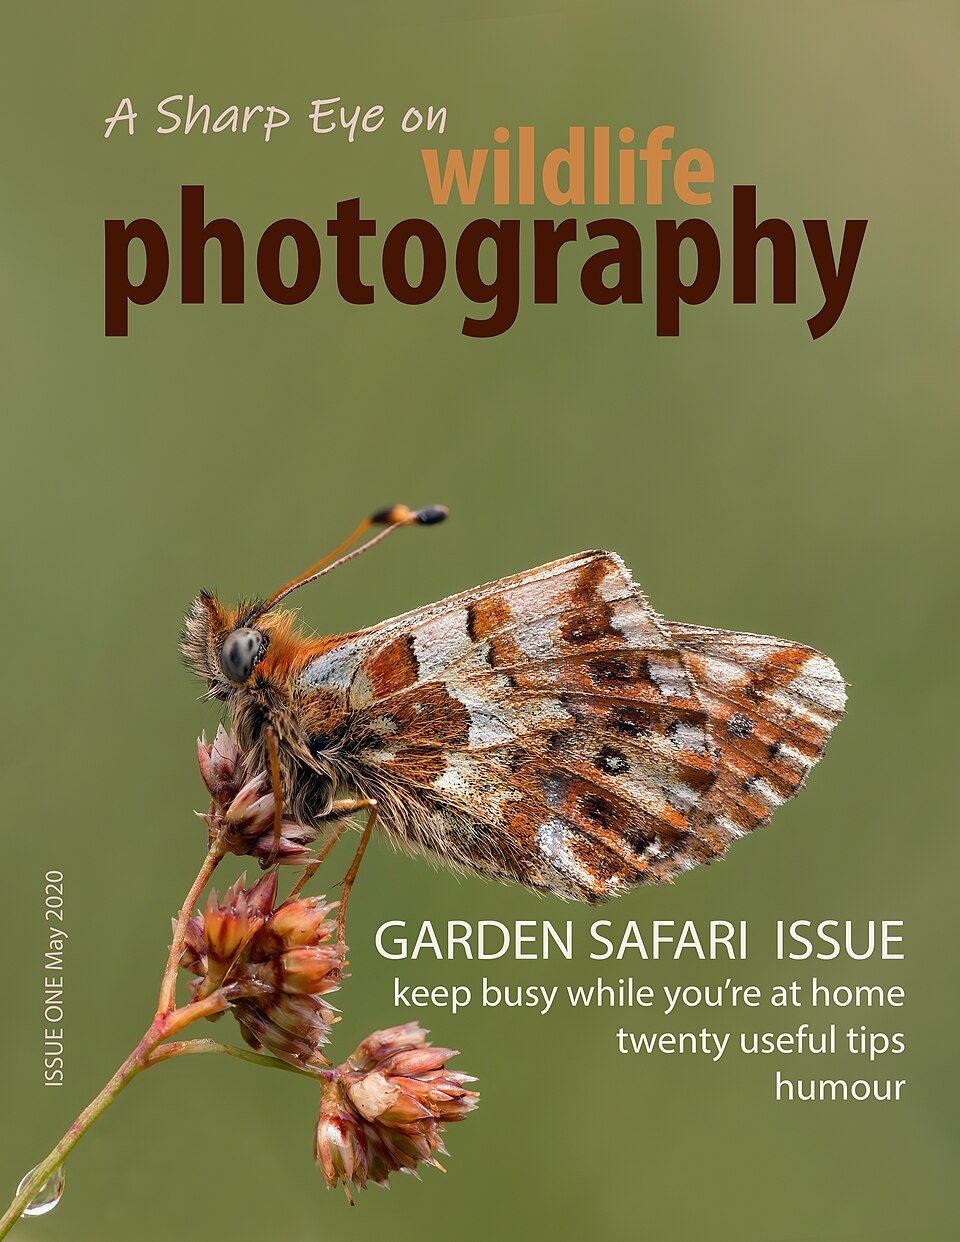 A Sharp Eye on
wildlife
photography
GARDEN SAFARI ISSUE
keep busy while you're at home
twenty useful tips
humour
ISSUE ONE May 2020